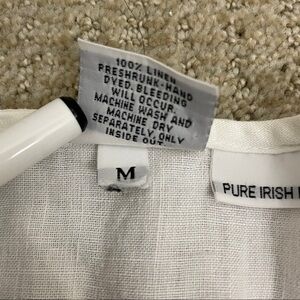 100% LINEN
PRESHRUNK-HAND
DYED. BLEEDING
WILL OCCUR.
MACHINE WASH AND
MACHINE DRY
SEPARATELY, ONLY
INSIDE OUT
M
PURE IRISH